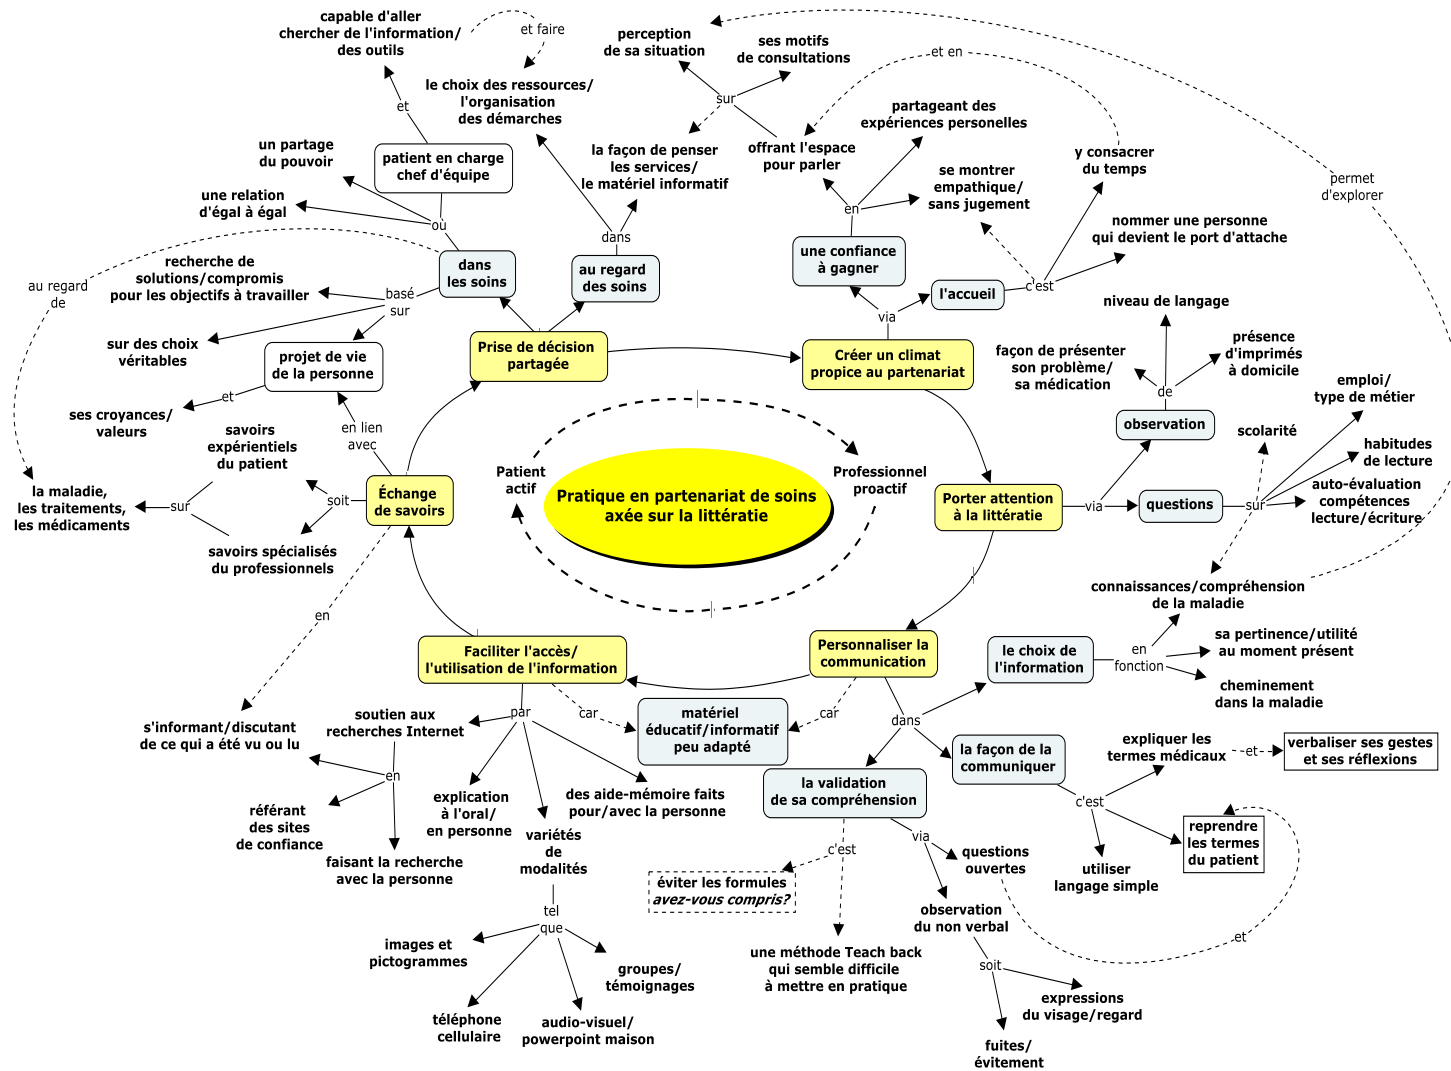 capable d'aller
chercher de l'information/
des outils
et faire
perception
de sa situation
ses motifs
de consultations
et en
le choix des ressources/
l'organisation
des démarches
et
sur
partageant des
expériences personelles
un partage
du pouvoir
patient en charge
chef d'équipe
la façon de penser
les services/
le matériel informatif
offrant l'espace
pour parler
se montrer
empathique/
sans jugement
y consacrer
du temps
permet
d'explorer
une relation
d'égal à égal
où
dans
en
nommer une personne
qui devient le port d'attache
recherche de
solutions/compromis
pour les objectifs à travailler
dans
les soins
au regard
des soins
une confiance
à gagner
l'accueil
c'est
au regard
de
basé
sur
via
niveau de langage
sur des choix
véritables
projet de vie
de la personne
Prise de décision
partagée
Créer un climat
propice au partenariat
façon de présenter
son problème/
sa médication
présence
d'imprimés
à domicile
de
emploi/
type de métier
et
ses croyances/
valeurs
en lien
avec
observation
scolarité
savoirs
expérientiels
du patient
habitudes
de lecture
Patient
actif
Pratique en partenariat de soins
axée sur la littératie
Professionnel
proactif
la maladie,
les traitements,
les médicaments
sur
soit
Échange
de savoirs
Porter attention
à la littératie
via
questions
sur
auto-évaluation
compétences
lecture/écriture
savoirs spécialisés
du professionnels
connaissances/compréhension
de la maladie
en
Faciliter l'accès/
l'utilisation de l'information
Personnaliser la
communication
le choix de
l'information
en
fonction
sa pertinence/utilité
au moment présent
cheminement
dans la maladie
s'informant/discutant
de ce qui a été vu ou lu
soutien aux
recherches Internet
par
car
matériel
éducatif/informatif
peu adapté
car
dans
la façon de la
communiquer
expliquer les
termes médicaux
et
verbaliser ses gestes
et ses réflexions
en
explication
à l'oral/
en personne
des aide-mémoire faits
pour/avec la personne
la validation
de sa compréhension
c'est
référant
des sites
de confiance
faisant la recherche
avec la personne
variétés
de
modalités
c'est
via
questions
ouvertes
utiliser
langage simple
reprendre
les termes
du patient
éviter les formules
avez-vous compris?
observation
du non verbal
et
tel
que
images et
pictogrammes
groupes/
témoignages
une méthode Teach back
qui semble difficile
à mettre en pratique
soit
téléphone
cellulaire
audio-visuel/
powerpoint maison
expressions
du visage/regard
fuites/
évitement